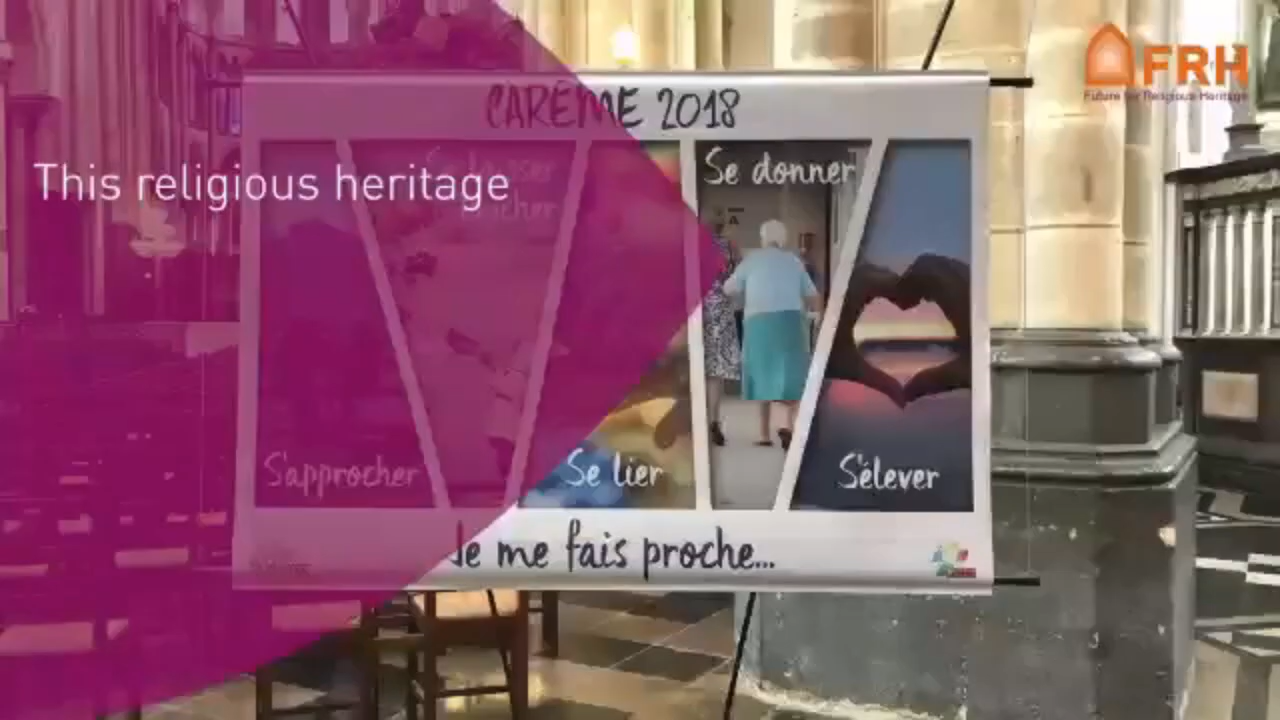 FRH
Future for Religious Heritage
CARÊME 2018
This religious heritage
Se donner
S'approcher
Se lier
S'élever
Je me fais proche...